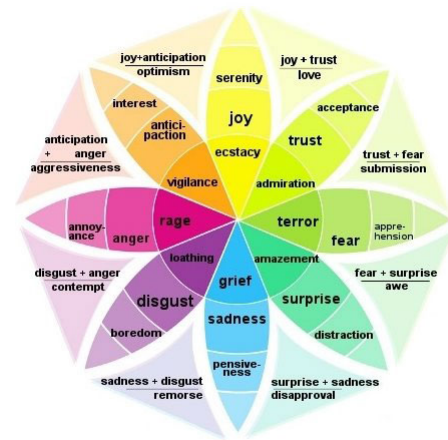 joy+anticipation
optimism
joy + trust
love
serenity
interest
acceptance
joy
antici-
paction
trust
anticipation
+ anger
aggressiveness
ecstacy
trust + fear
submission
vigilance
admiration
annoy-
ance
anger
rage
terror
fear
appre-
hension
loathing
amazement
disgust + anger
contempt
grief
fear + surprise
awe
disgust
surprise
sadness
boredom
distraction
pensive-
ness
sadness + disgust
remorse
surprise + sadness
disapproval